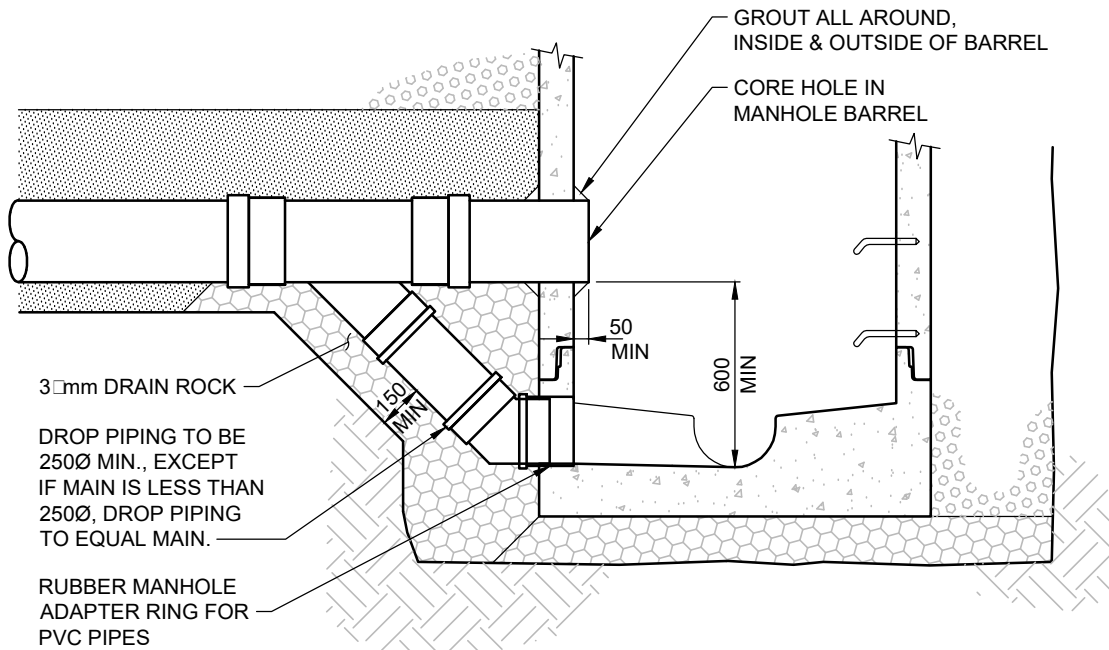 GROUT ALL AROUND,
INSIDE & OUTSIDE OF BARREL
CORE HOLE IN
MANHOLE BARREL
50
MIN
600
MIN
150
MIN
DRAIN ROCK
DROP PIPING TO BE
250Ø MIN., EXCEPT
IF MAIN IS LESS THAN
250Ø, DROP PIPING
TO EQUAL MAIN.
RUBBER MANHOLE
ADAPTER RING FOR
PVC PIPES